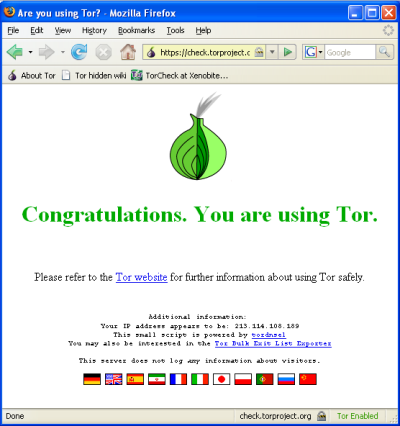 Are you using Tor? - Mozilla Firefox
File Edit View History Bookmarks Tools Help
https://check.torproject.c
Google
About Tor Tor hidden wiki TorCheck at Xenobite...
Congratulations. You are using Tor.
Please refer to the Tor website for further information about using Tor safely.
Additional information:
Your IP address appears to be: 213.114.108.189
This small script is powered by tordnsel
You may also be interested in the Tor Bulk Exit List Exporter
This server does not log any information about visitors.
Done check.torproject.org Tor Enabled